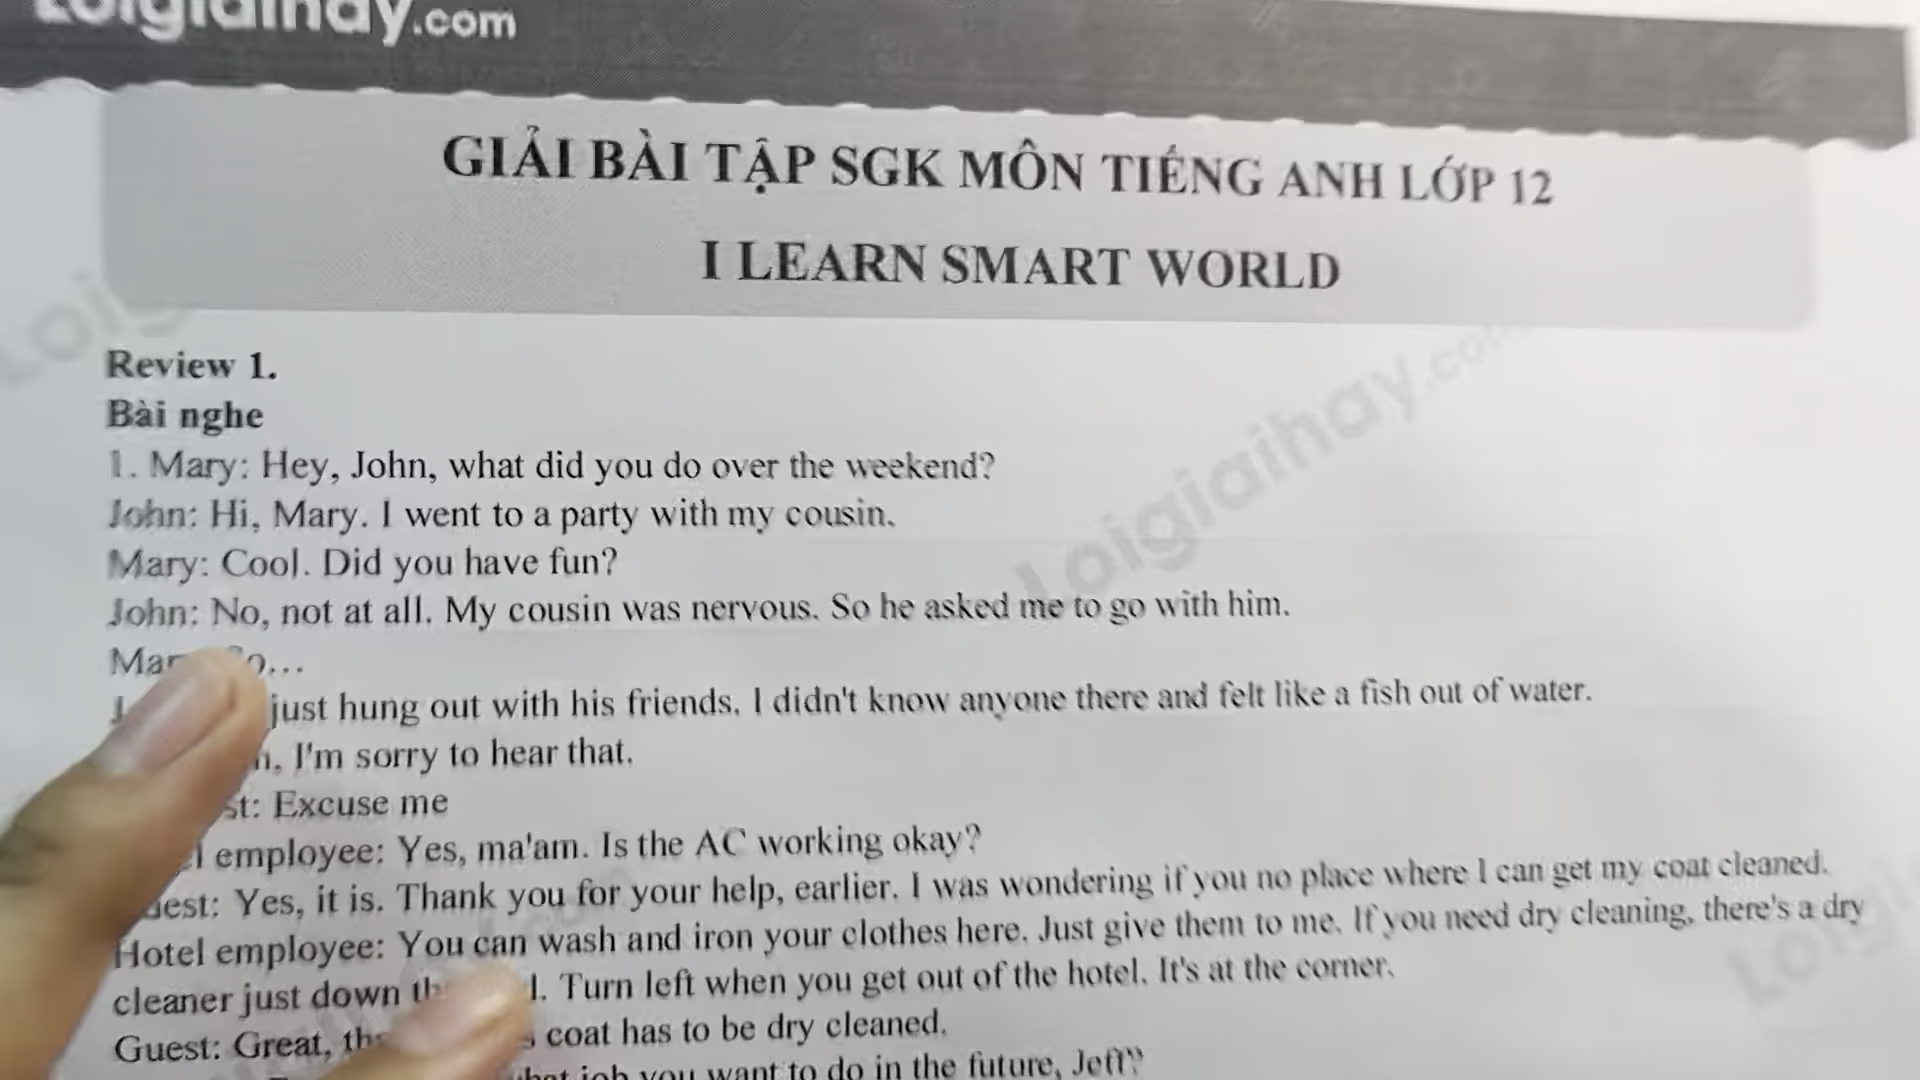 Loigiaihay.com
GIẢI BÀI TẬP SGK MÔN TIẾNG ANH LỚP 12
I LEARN SMART WORLD
Review 1.
Bài nghe
1. Mary: Hey, John, what did you do over the weekend?
John: Hi, Mary. I went to a party with my cousin.
Mary: Cool. Did you have fun?
John: No, not at all. My cousin was nervous. So he asked me to go with him.
just hung out with his friends. I didn't know anyone there and felt like a fish out of water.
I'm sorry to hear that.
Excuse me
employee: Yes, ma'am. Is the AC working okay?
Yes, it is. Thank you for your help, earlier. I was wondering if you no place where I can get my coat cleaned.
Hotel employee: You can wash and iron your clothes here. Just give them to me. If you need dry cleaning, there's a dry
cleaner just down Turn left when you get out of the hotel. It's at the corner.
Guest: Great, coat has to be dry cleaned.
job you want to do in the future, Jeff?
Loigiaihay.com